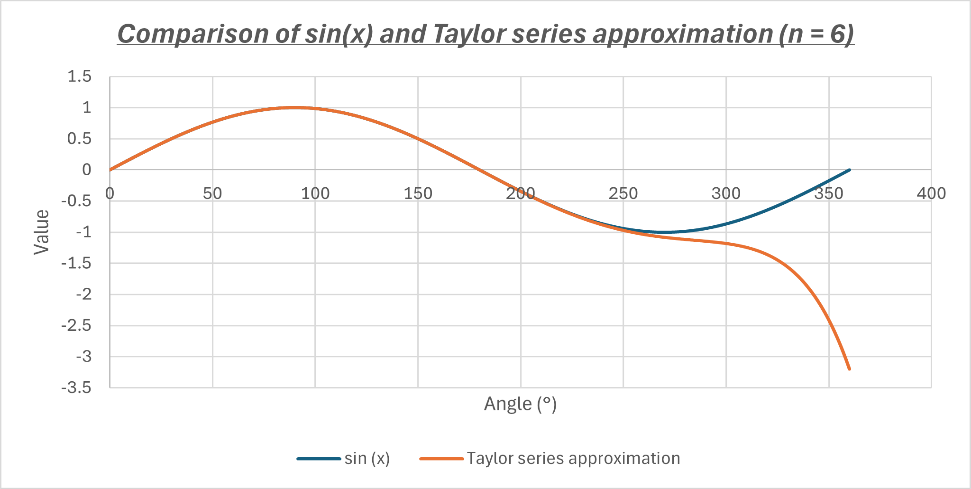 Comparison of sin(x) and Taylor series approximation (n = 6)
1.5
1
0.5
0
-0.5
-1
-1.5
-2
-2.5
-3
-3.5
0 50 100 150 200 250 300 350 400
Value
Angle (°)
sin (x) Taylor series approximation